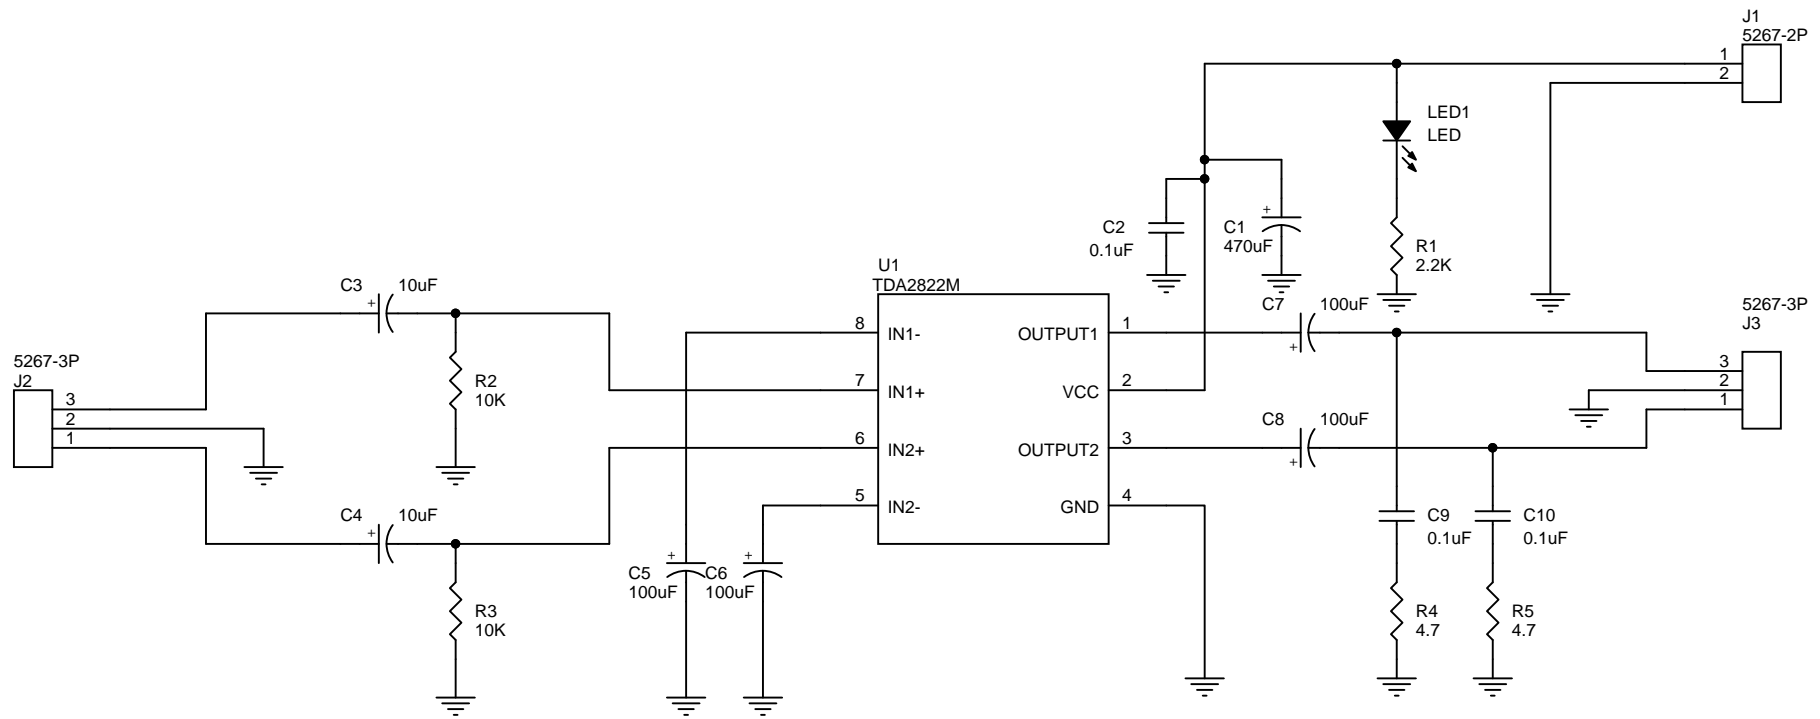 J1
5267-2P
1
2
LED1
LED
C2
0.1uF
+
C1
470uF
R1
2.2K
U1
TDA2822M
C3
10uF
+
R2
10K
5267-3P
J2
3
2
1
C4
10uF
+
R3
10K
8
IN1-
7
IN1+
6
IN2+
5
IN2-
OUTPUT1
1
VCC
2
OUTPUT2
3
GND
4
+
C5
100uF
+
C6
100uF
C7
100uF
+
C8
100uF
+
5267-3P
J3
3
2
1
C9
0.1uF
C10
0.1uF
R4
4.7
R5
4.7